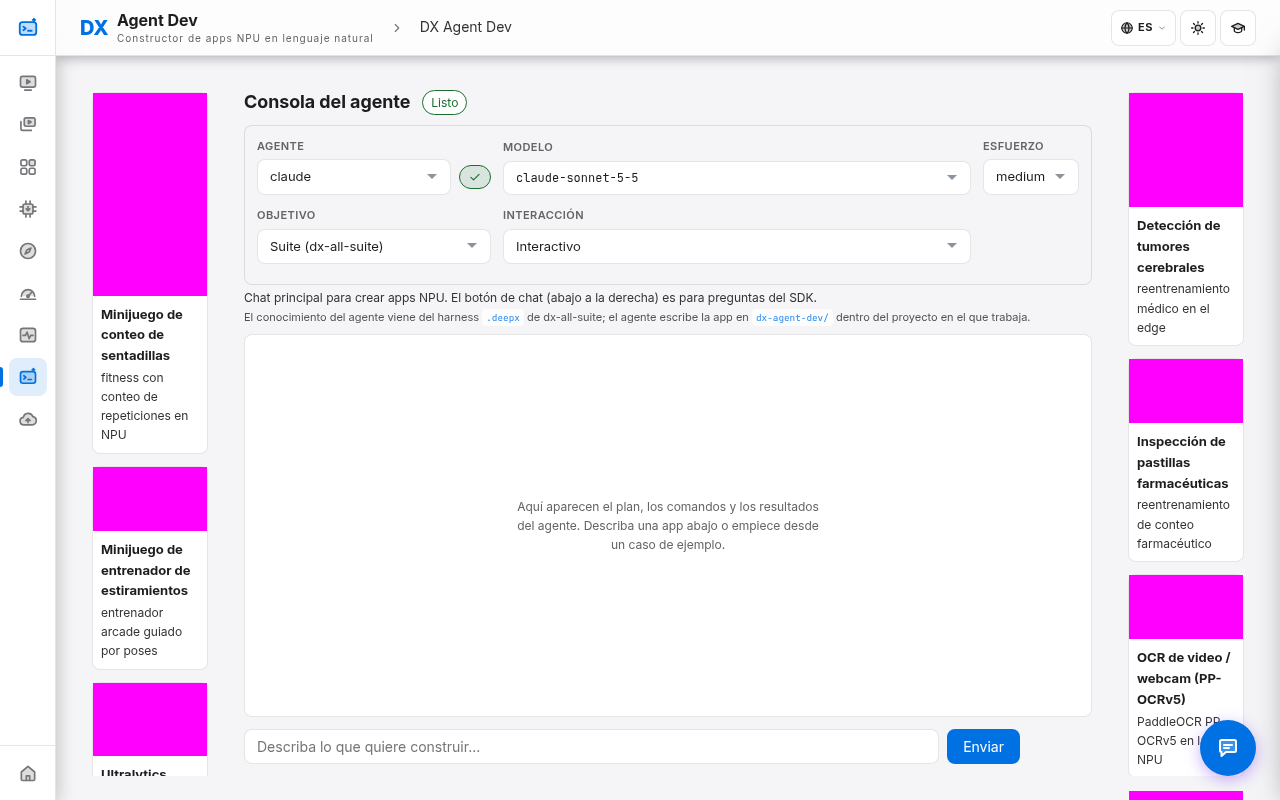 DX Agent Dev
Constructor de apps NPU en lenguaje natural
DX Agent Dev
ES
Minijuego de
conteo de
sentadillas
fitness con
conteo de
repeticiones en
NPU
Minijuego de
entrenador de
estiramientos
entrenador
arcade guiado
por poses
Ultralytics
Consola del agente
Listo
AGENTE
claude
MODELO
claude-sonnet-5-5
ESFUERZO
medium
OBJETIVO
Suite (dx-all-suite)
INTERACCIÓN
Interactivo
Chat principal para crear apps NPU. El botón de chat (abajo a la derecha) es para preguntas del SDK.
El conocimiento del agente viene del harness .deepx de dx-all-suite; el agente escribe la app en dx-agent-dev/ dentro del proyecto en el que trabaja.
Aquí aparecen el plan, los comandos y los resultados
del agente. Describa una app abajo o empiece desde
un caso de ejemplo.
Describa lo que quiere construir...
Enviar
Detección de
tumores
cerebrales
reentrenamiento
médico en el
edge
Inspección de
pastillas
farmacéuticas
reentrenamiento
de conteo
farmacéutico
OCR de video /
webcam (PP-
OCRv5)
PaddleOCR PP-
OCRv5 en
NPU